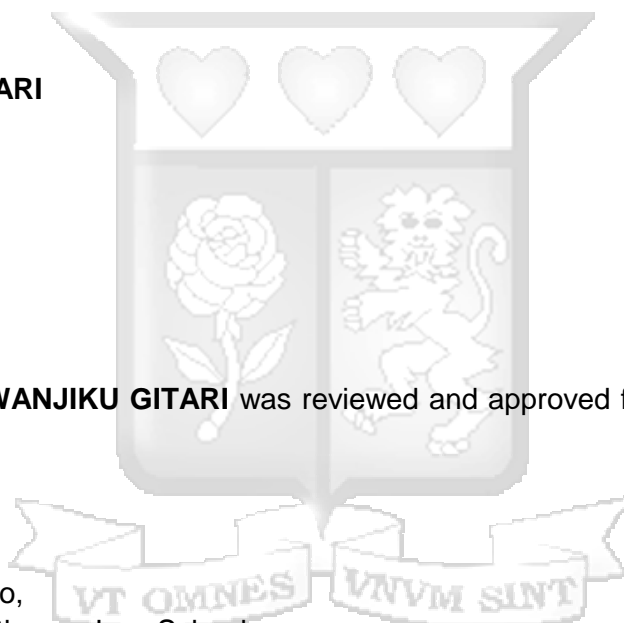 ARI
WANJIKU GITARI was reviewed and approved f
o,
VT OMNES VNVM SINT